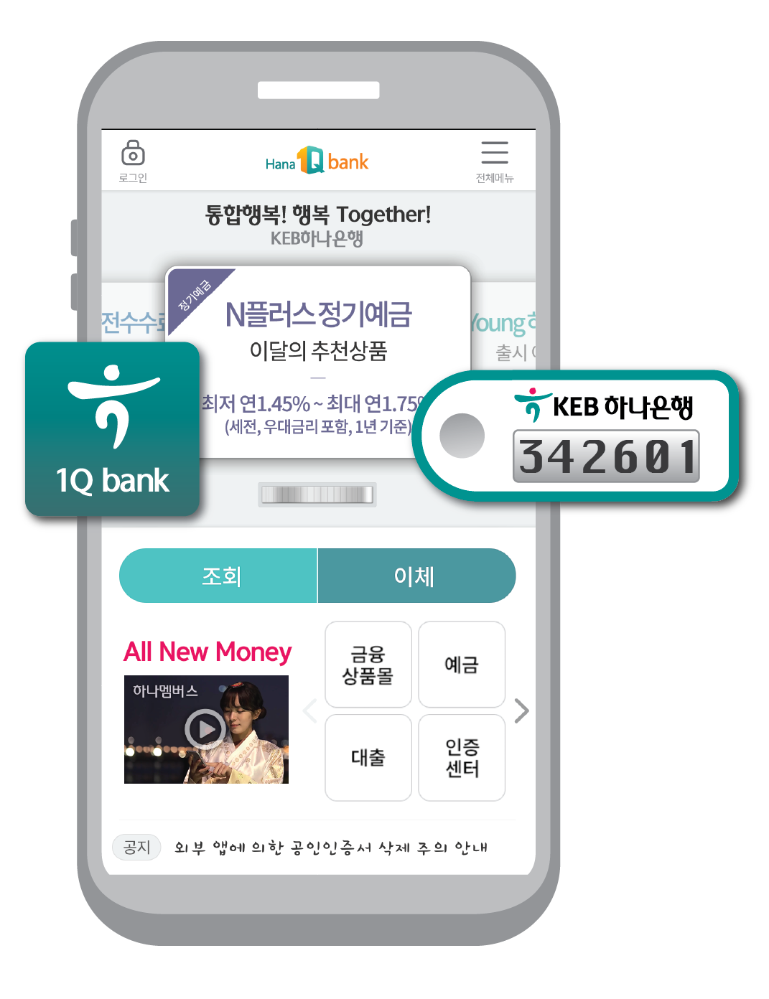 로그인
Hana 1Q bank
전체메뉴
통합행복! 행복 Together!
KEB하나은행
정기예금
N플러스 정기예금
이달의 추천상품
최저 연1.45% ~ 최대 연1.75%
(세전, 우대금리 포함, 1년 기준)
전수수료
Young 하
출시
1Q bank
KEB 하나은행
342601
조회
이체
All New Money
하나멤버스
금융
상품몰
예금
대출
인증
센터
공지
외부 앱에 의한 공인인증서 삭제 주의 안내